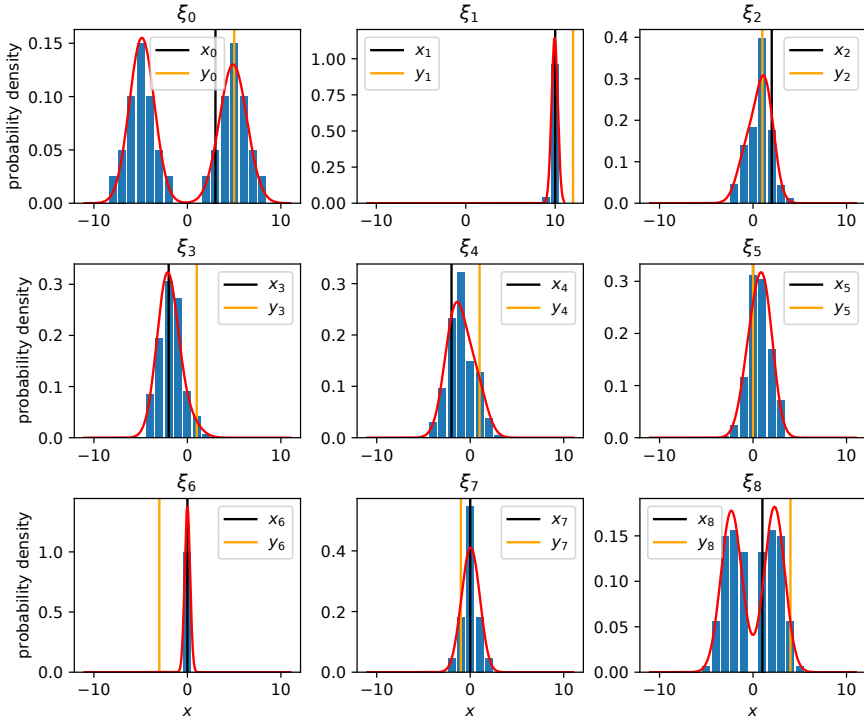 ξ₀ ξ₁ ξ₂
probability density
0.15
0.10
0.05
0.00
−10 0 10
x₀
y₀
1.00
0.75
0.50
0.25
0.00
−10 0 10
x₁
y₁
0.4
0.3
0.2
0.1
0.0
−10 0 10
x₂
y₂
ξ₃ ξ₄ ξ₅
probability density
0.3
0.2
0.1
0.0
−10 0 10
x₃
y₃
0.3
0.2
0.1
0.0
−10 0 10
x₄
y₄
0.3
0.2
0.1
0.0
−10 0 10
x₅
y₅
ξ₆ ξ₇ ξ₈
probability density
1.0
0.5
0.0
−10 0 10
x
x₆
y₆
0.4
0.2
0.0
−10 0 10
x
x₇
y₇
0.15
0.10
0.05
0.00
−10 0 10
x
x₈
y₈